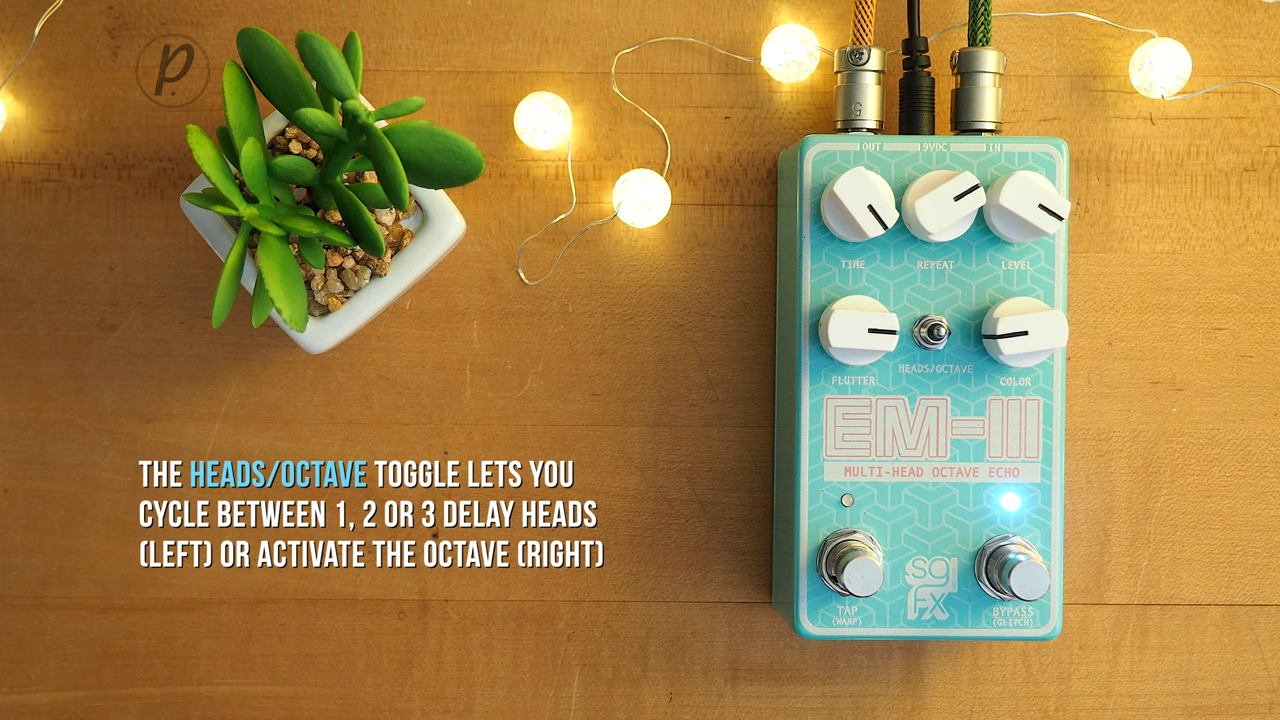 p.
OUT 9VDC IN
TIME REPEAT LEVEL
HEADS/OCTAVE
FLUTTER COLOR
EM-III
MULTI-HEAD OCTAVE ECHO
THE HEADS/OCTAVE TOGGLE LETS YOU
CYCLE BETWEEN 1, 2 OR 3 DELAY HEADS
(LEFT) OR ACTIVATE THE OCTAVE (RIGHT)
sg
FX
TAP BYPASS
(WARP) (GLITCH)